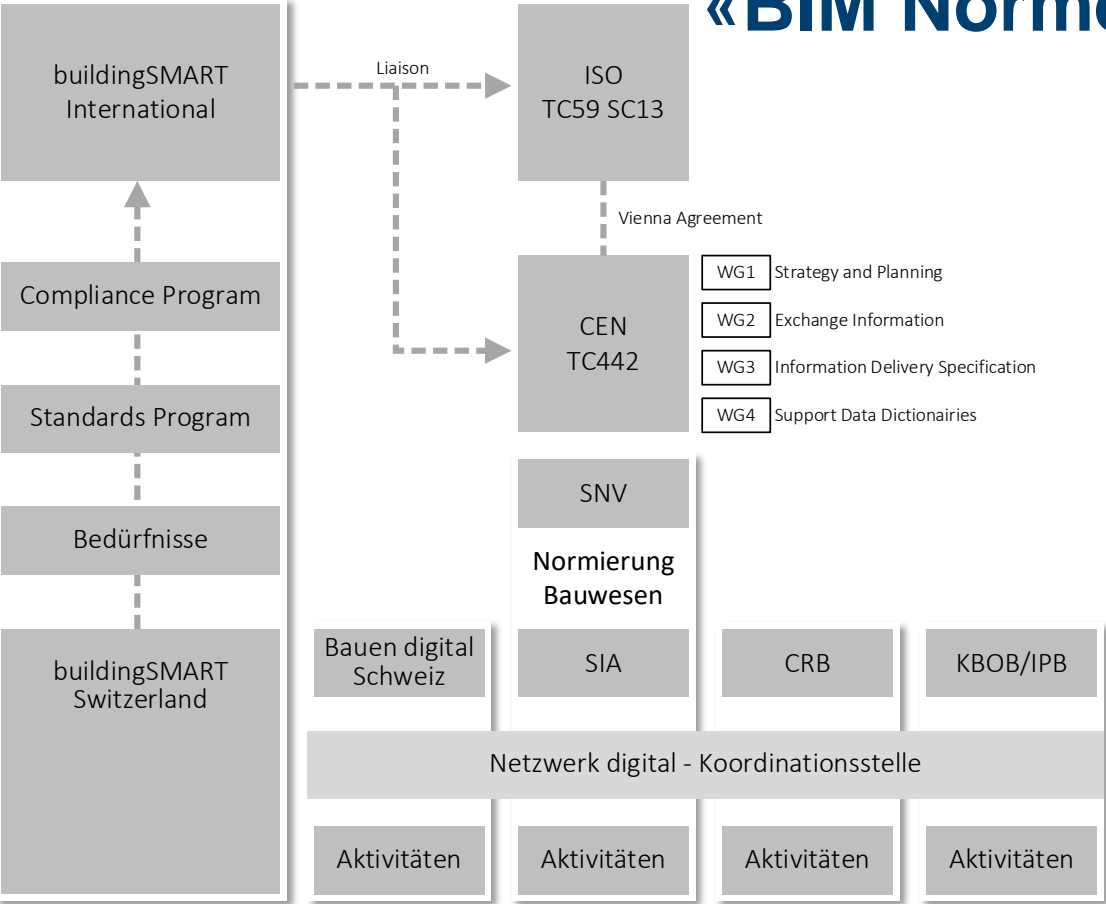 «BIM Norme
buildingSMART
International
Liaison
ISO
TC59 SC13
Vienna Agreement
Compliance Program
CEN
TC442
WG1 Strategy and Planning
WG2 Exchange Information
WG3 Information Delivery Specification
WG4 Support Data Dictionairies
Standards Program
SNV
Bedürfnisse
Normierung
Bauwesen
buildingSMART
Switzerland
Bauen digital
Schweiz
SIA
CRB
KBOB/IPB
Netzwerk digital - Koordinationsstelle
Aktivitäten
Aktivitäten
Aktivitäten
Aktivitäten